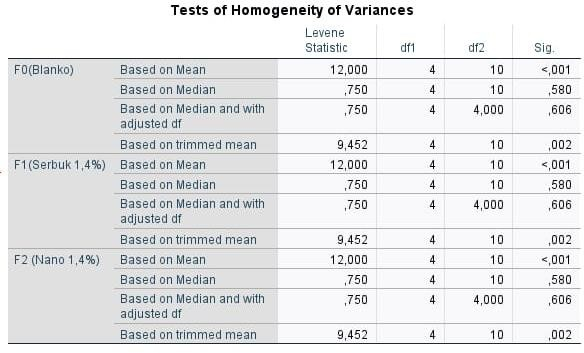 Tests of Homogeneity of Variances
Levene
Statistic df1 df2 Sig.
F0(Blanko) Based on Mean 12,000 4 10 <,001
Based on Median ,750 4 10 ,580
Based on Median and with ,750 4 4,000 ,606
adjusted df
Based on trimmed mean 9,452 4 10 ,002
F1(Serbuk 1,4%) Based on Mean 12,000 4 10 <,001
Based on Median ,750 4 10 ,580
Based on Median and with ,750 4 4,000 ,606
adjusted df
Based on trimmed mean 9,452 4 10 ,002
F2 (Nano 1,4%) Based on Mean 12,000 4 10 <,001
Based on Median ,750 4 10 ,580
Based on Median and with ,750 4 4,000 ,606
adjusted df
Based on trimmed mean 9,452 4 10 ,002